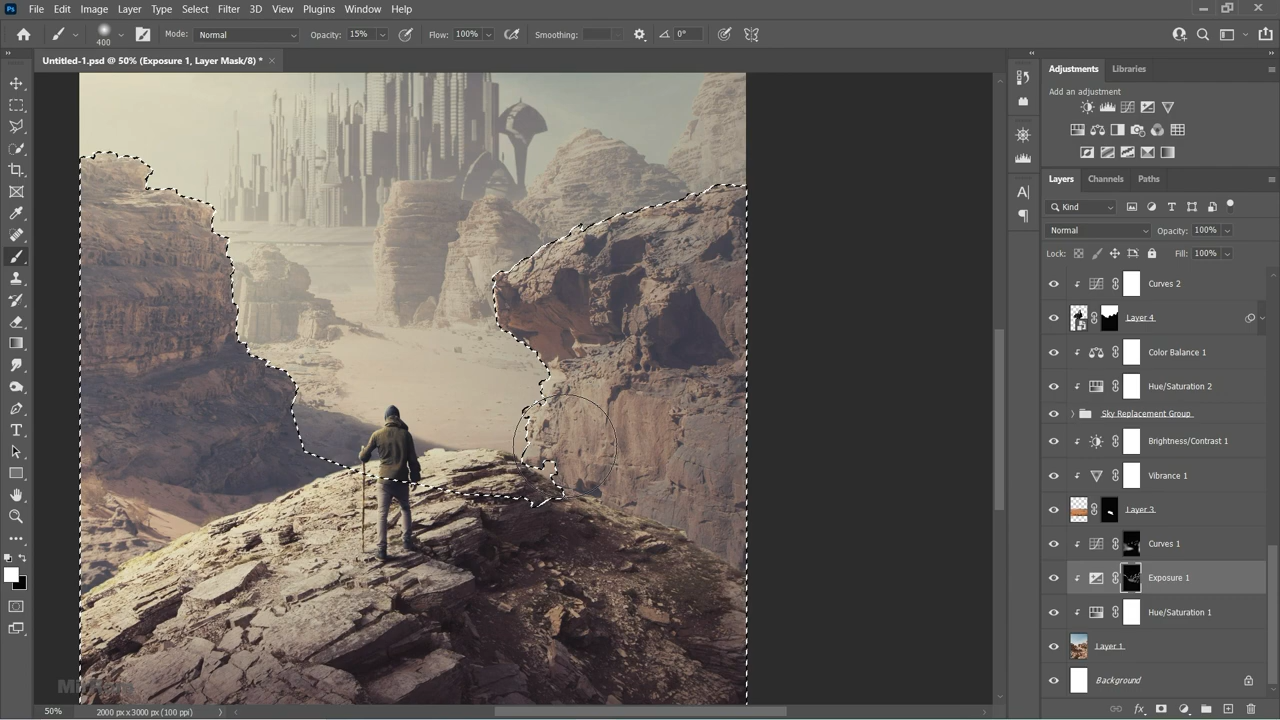 Ps File Edit Image Layer Type Select Filter 3D View Plugins Window Help
400 Mode: Normal Opacity: 15% Flow: 100% Smoothing: 0°
Untitled-1.psd @ 50% (Exposure 1, Layer Mask/8) *
Adjustments Libraries
Add an adjustment
Layers Channels Paths
Kind
Normal Opacity: 100%
Lock: Fill: 100%
Curves 2
Layer 4
Color Balance 1
Hue/Saturation 2
Sky Replacement Group
Brightness/Contrast 1
Vibrance 1
Layer 3
Curves 1
Exposure 1
Hue/Saturation 1
Layer 1
Background
50% 2000 px x 3000 px (100 ppi)